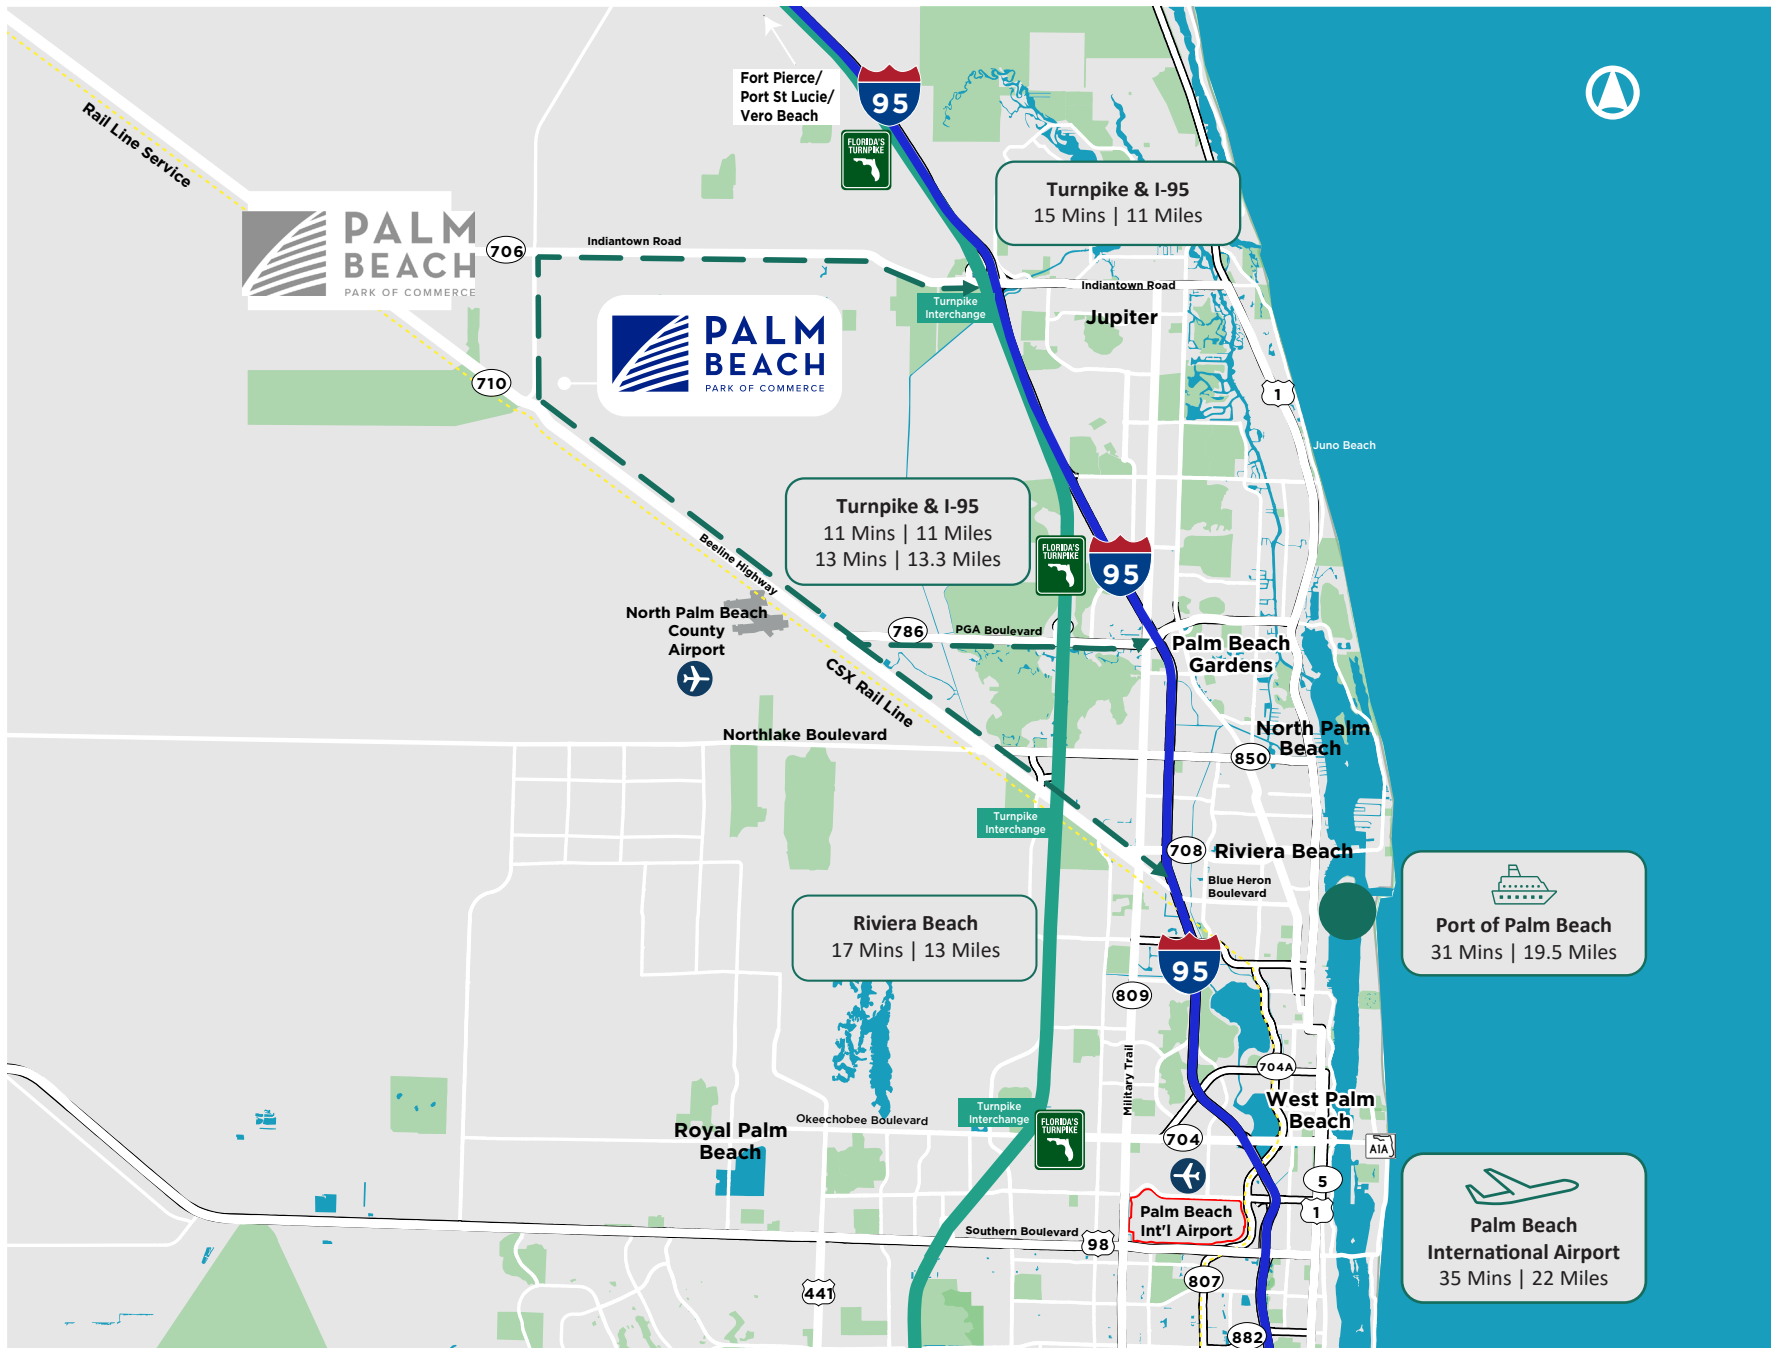 Fort Pierce/
Port St Lucie/
Vero Beach
95
FLORIDA'S
TURNPIKE
Rail Line Service
Turnpike & I-95
15 Mins | 11 Miles
PALM
BEACH
PARK OF COMMERCE
706
Indiantown Road
Indiantown Road
Turnpike
Interchange
Jupiter
PALM
BEACH
PARK OF COMMERCE
710
1
Juno Beach
Turnpike & I-95
11 Mins | 11 Miles
13 Mins | 13.3 Miles
FLORIDA'S
TURNPIKE
95
Beeline Highway
North Palm Beach
County
Airport
786
PGA Boulevard
Palm Beach
Gardens
CSX Rail Line
Northlake Boulevard
North Palm
Beach
850
Turnpike
Interchange
708
Riviera Beach
Blue Heron
Boulevard
Riviera Beach
17 Mins | 13 Miles
Port of Palm Beach
31 Mins | 19.5 Miles
95
809
Military Trail
704A
West Palm
Beach
Turnpike
Interchange
Okeechobee Boulevard
FLORIDA'S
TURNPIKE
Royal Palm
Beach
704
A1A
5
1
Palm Beach
Int'l Airport
Southern Boulevard
98
Palm Beach
International Airport
35 Mins | 22 Miles
807
441
882